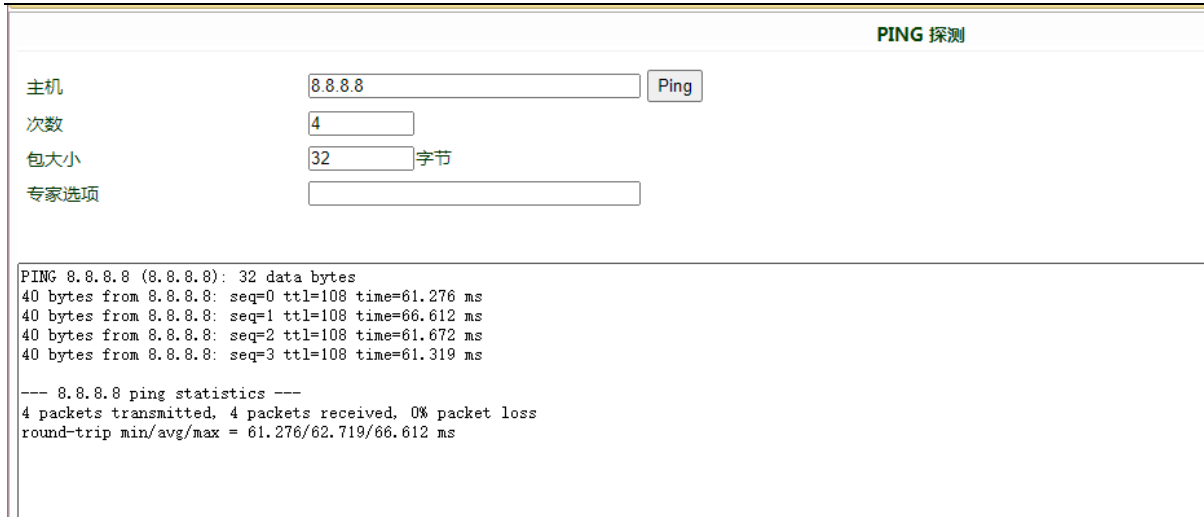 PING 探测
主机 8.8.8.8 Ping
次数 4
包大小 32 字节
专家选项
PING 8.8.8.8 (8.8.8.8): 32 data bytes
40 bytes from 8.8.8.8: seq=0 ttl=108 time=61.276 ms
40 bytes from 8.8.8.8: seq=1 ttl=108 time=66.612 ms
40 bytes from 8.8.8.8: seq=2 ttl=108 time=61.672 ms
40 bytes from 8.8.8.8: seq=3 ttl=108 time=61.319 ms
--- 8.8.8.8 ping statistics ---
4 packets transmitted, 4 packets received, 0% packet loss
round-trip min/avg/max = 61.276/62.719/66.612 ms